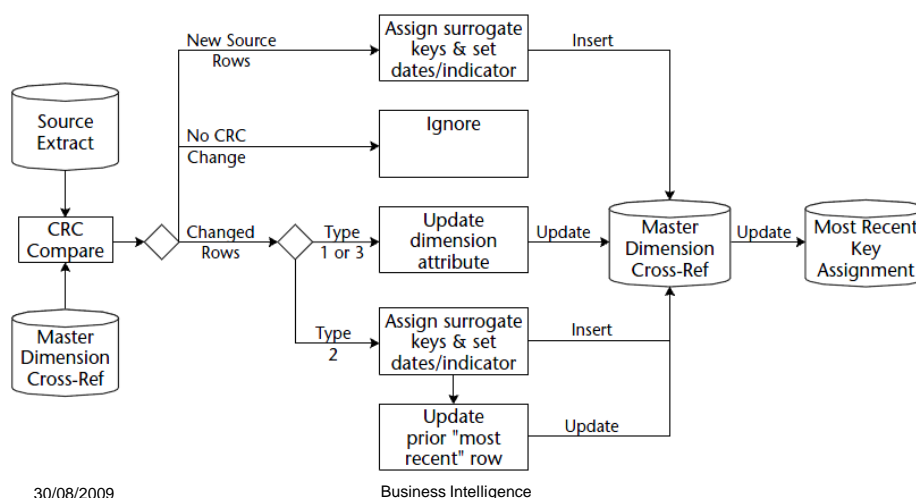 New Source
Rows
Assign surrogate
keys & set
dates/indicator
Insert
Source
Extract
No CRC
Change
Ignore
CRC
Compare
Changed
Rows
Type
1 or 3
Update
dimension
attribute
Update
Master
Dimension
Cross-Ref
Update
Most Recent
Key
Assignment
Master
Dimension
Cross-Ref
Type
2
Assign surrogate
keys & set
dates/indicator
Insert
Update
prior "most
recent" row
Update
30/08/2009
Business Intelligence